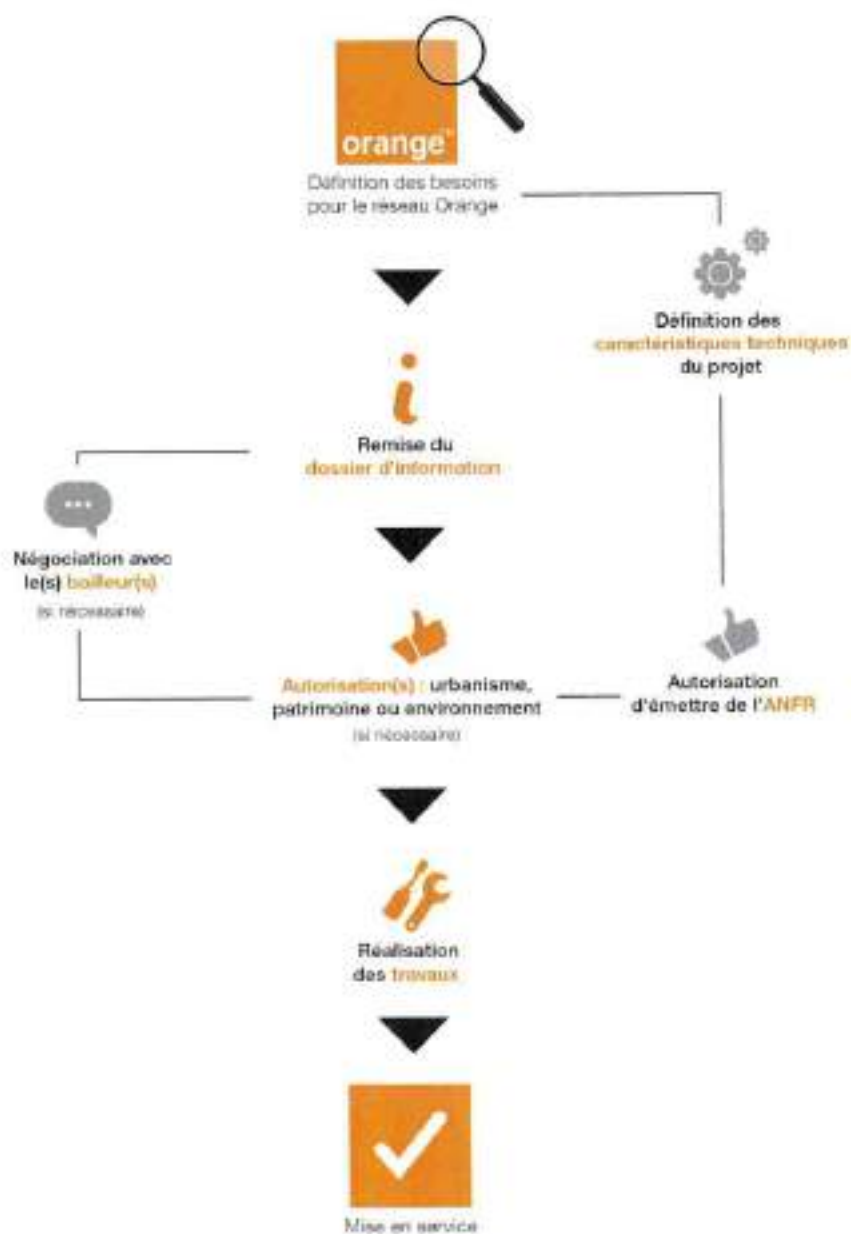 orange™
Définition des besoins
pour le réseau Orange
Définition des
caractéristiques techniques
du projet
Remise du
dossier d'information
Négociation avec
le(s) bailleur(s)
(si nécessaire)
Autorisation(s) : urbanisme,
patrimoine ou environnement
(si nécessaire)
Autorisation
d'émettre de l'ANFR
Réalisation
des travaux
Mise en service